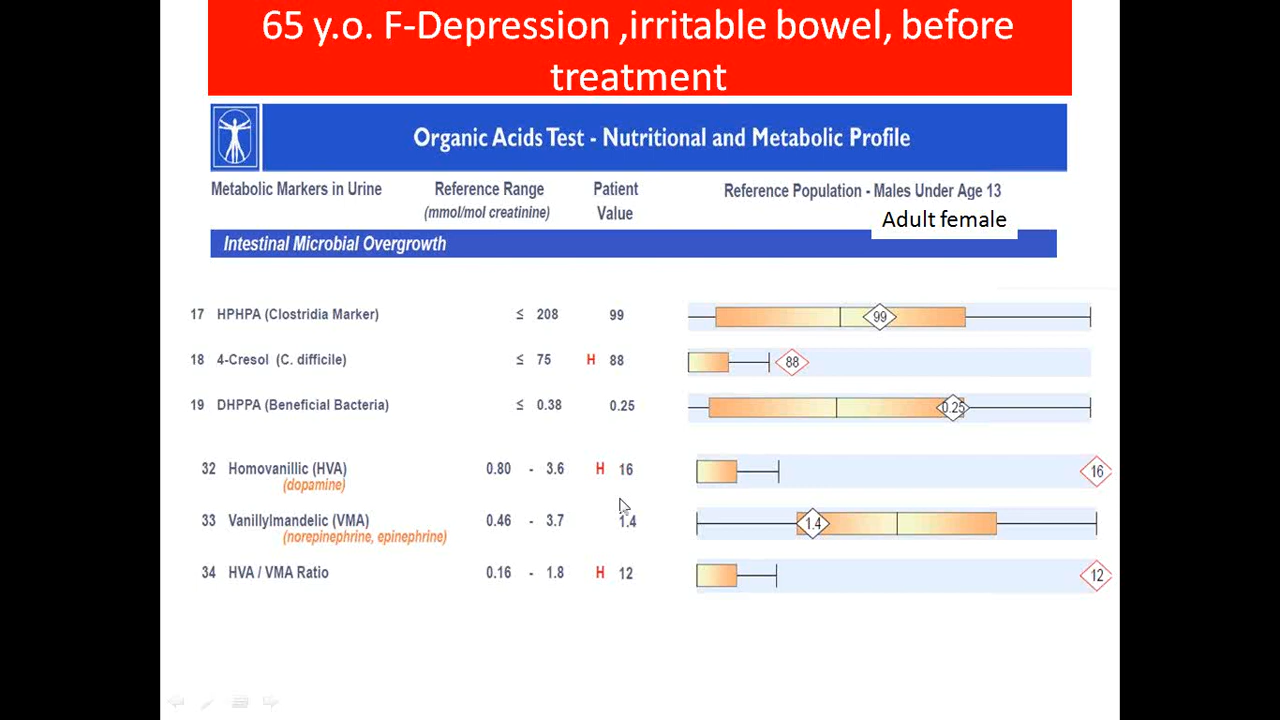 65 y.o. F-Depression ,irritable bowel, before
treatment
Organic Acids Test - Nutritional and Metabolic Profile
Metabolic Markers in Urine Reference Range Patient Reference Population - Males Under Age 13
(mmol/mol creatinine) Value Adult female
Intestinal Microbial Overgrowth
17 HPHPA (Clostridia Marker) ≤ 208 99 99
18 4-Cresol (C. difficile) ≤ 75 H 88 88
19 DHPPA (Beneficial Bacteria) ≤ 0.38 0.25 0.25
32 Homovanillic (HVA) 0.80 - 3.6 H 16 16
(dopamine)
33 Vanillylmandelic (VMA) 0.46 - 3.7 1.4 1.4
(norepinephrine, epinephrine)
34 HVA / VMA Ratio 0.16 - 1.8 H 12 12